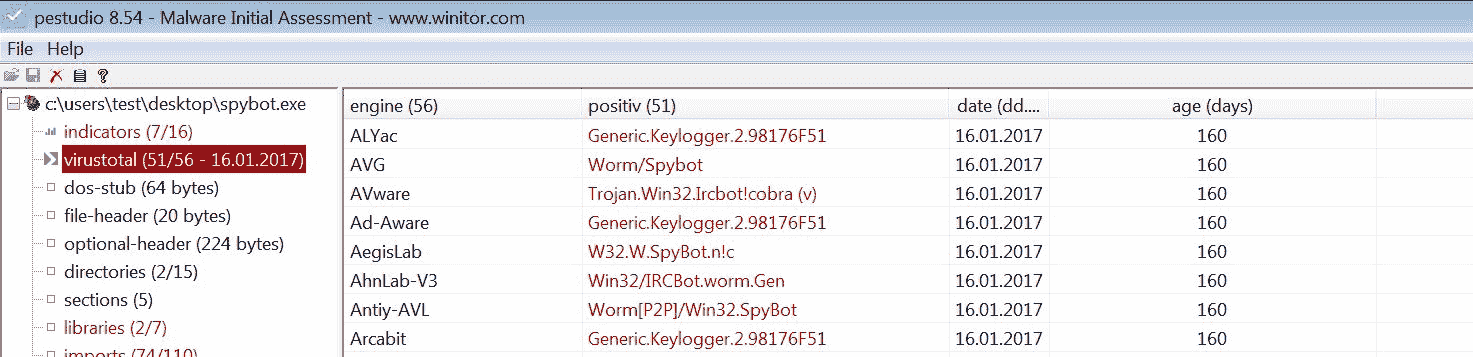 pestudio 8.54 - Malware Initial Assessment - www.winitor.com
File Help
c:\users\test\desktop\spybot.exe
indicators (7/16)
virustotal (51/56 - 16.01.2017)
dos-stub (64 bytes)
file-header (20 bytes)
optional-header (224 bytes)
directories (2/15)
sections (5)
libraries (2/7)
imports (74/110)
engine (56) positiv (51) date (dd.... age (days)
ALYac Generic.Keylogger.2.98176F51 16.01.2017 160
AVG Worm/Spybot 16.01.2017 160
AVware Trojan.Win32.Ircbot!cobra (v) 16.01.2017 160
Ad-Aware Generic.Keylogger.2.98176F51 16.01.2017 160
AegisLab W32.W.SpyBot.n!c 16.01.2017 160
AhnLab-V3 Win32/IRCBot.worm.Gen 16.01.2017 160
Antiy-AVL Worm[P2P]/Win32.SpyBot 16.01.2017 160
Arcabit Generic.Keylogger.2.98176F51 16.01.2017 160